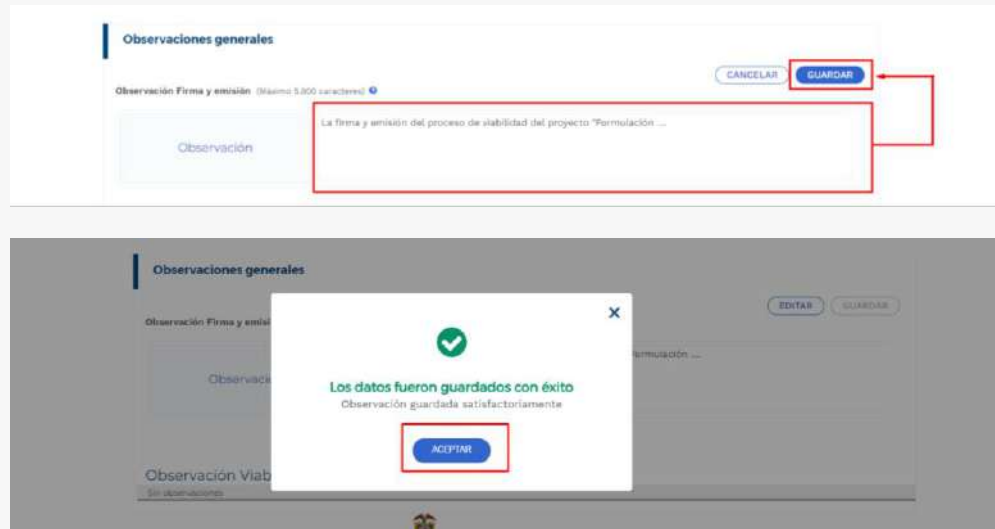 Observaciones generales
CANCELAR GUARDAR
Observación Firma y emisión (Máximo 5.000 caracteres)
La firma y emisión del proceso de viabilidad del proyecto "Formulación ...
Observación
Observaciones generales
EDITAR GUARDAR
Observación Firma y emisi
ormulación ...
Observació
Los datos fueron guardados con éxito
Observación guardada satisfactoriamente
ACEPTAR
Observación Viab
Sin observaciones